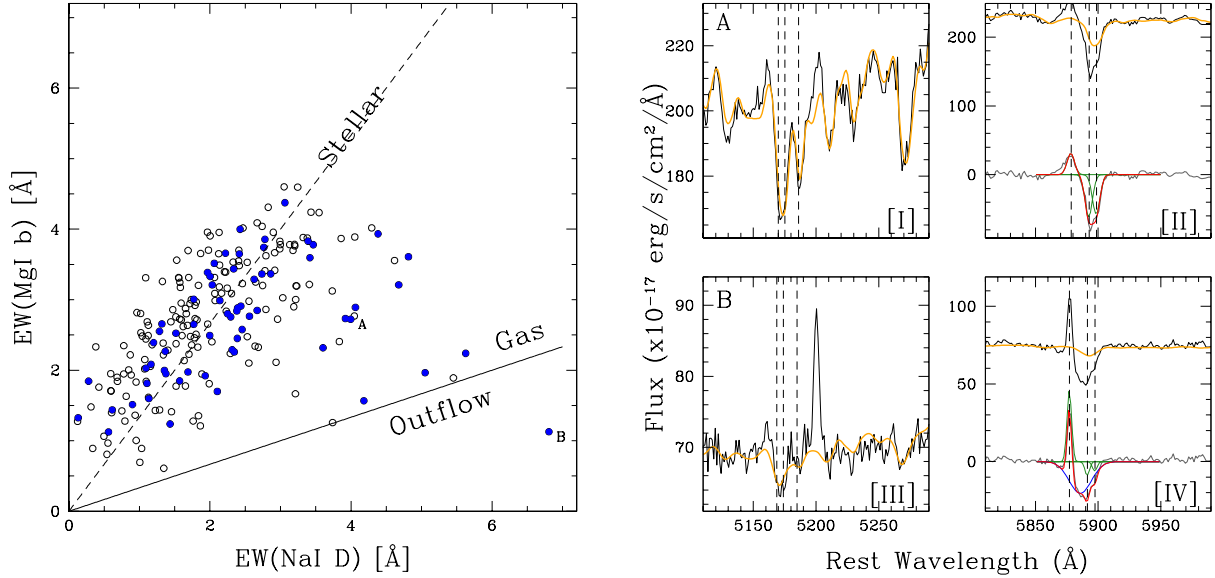 EW(MgI b) [Å]
6
4
2
0
0
2
4
6
EW(NaI D) [Å]
Stellar
Gas
Outflow
A
B
Flux (x10⁻¹⁷ erg/s/cm²/Å)
A
220
200
180
[I]
200
100
0
[II]
B
90
80
70
5150
5200
5250
[III]
100
50
0
5850
5900
5950
[IV]
Rest Wavelength (Å)